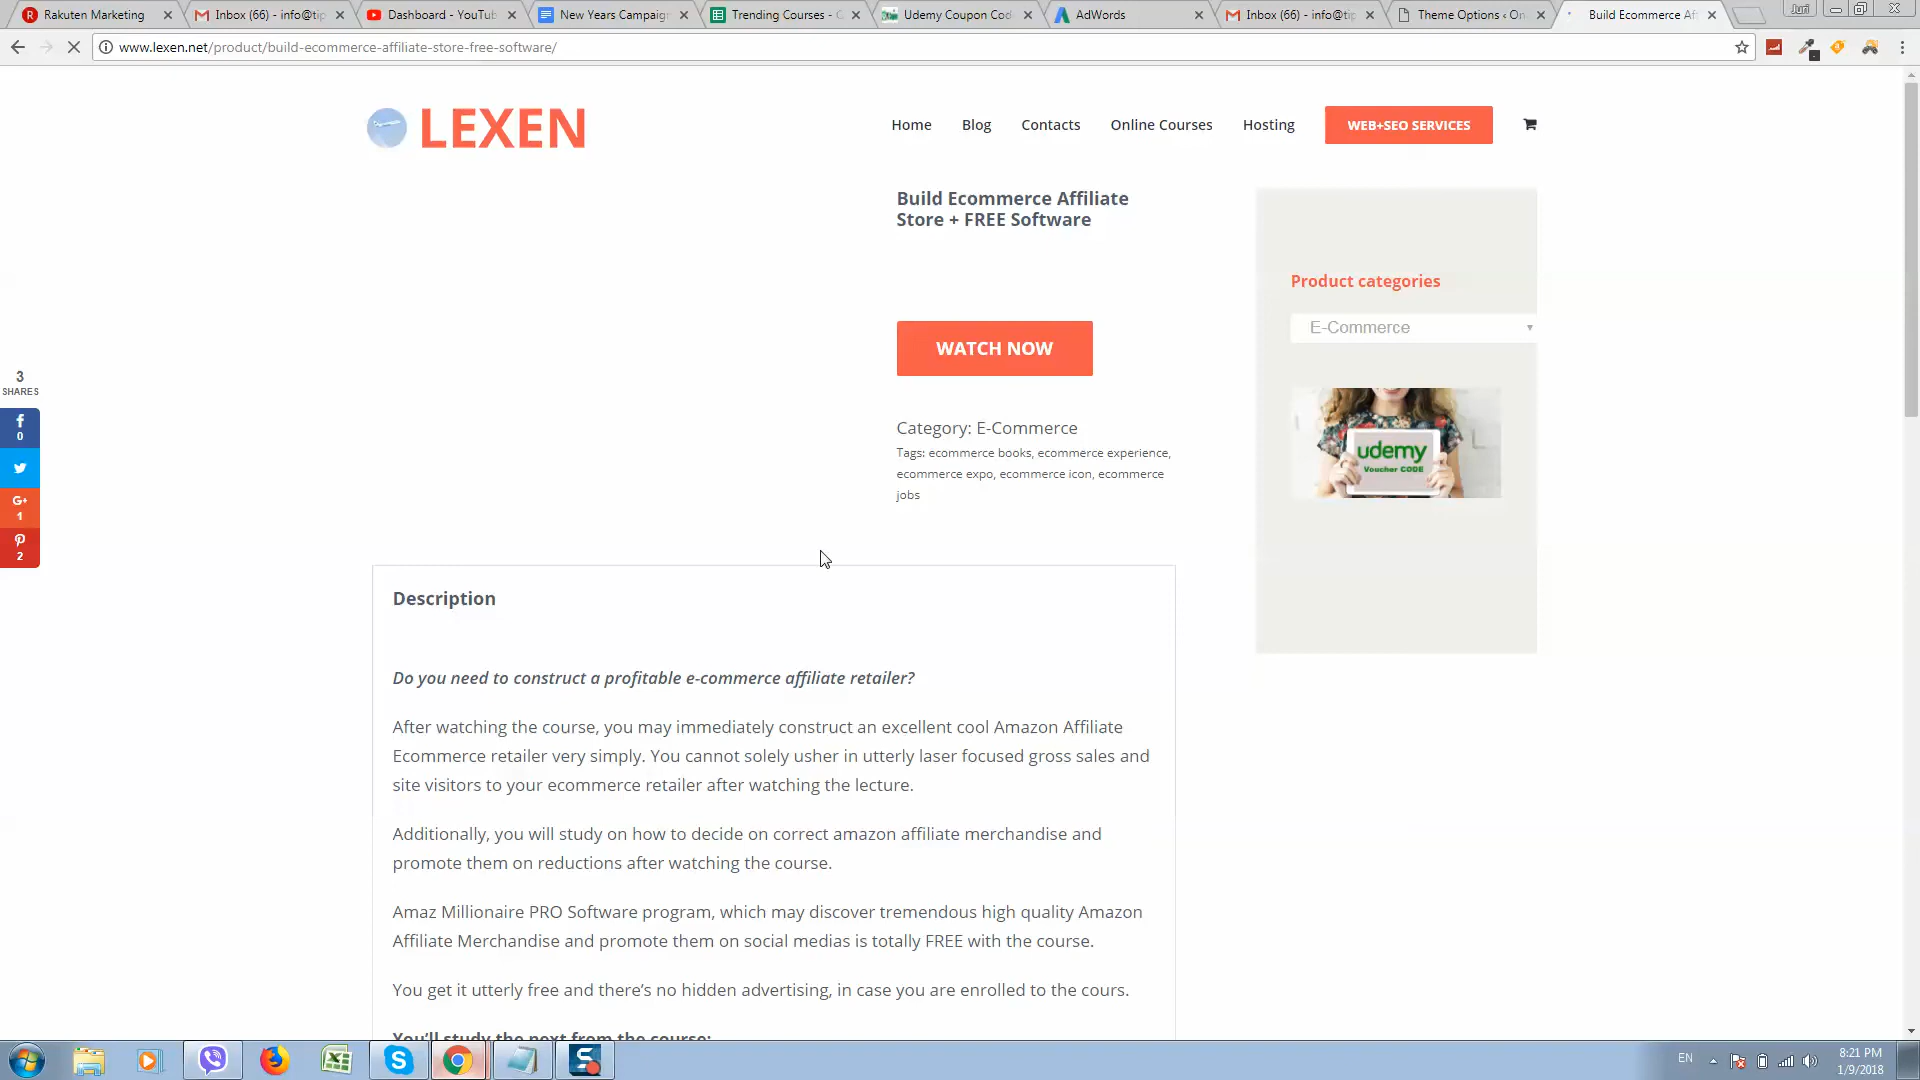 Rakuten Marketing
Inbox (66) - info@tip
Dashboard - YouTub
New Years Campaign
Trending Courses - C
Udemy Coupon Cod
AdWords
Inbox (66) - info@tip
Theme Options ‹ On
Build Ecommerce Aff
Juri
www.lexen.net/product/build-ecommerce-affiliate-store-free-software/
LEXEN
Home
Blog
Contacts
Online Courses
Hosting
WEB+SEO SERVICES
Build Ecommerce Affiliate
Store + FREE Software
Product categories
E-Commerce
WATCH NOW
3
SHARES
0
G+
1
2
udemy
Voucher CODE
Category: E-Commerce
Tags: ecommerce books, ecommerce experience,
ecommerce expo, ecommerce icon, ecommerce
jobs
Description
Do you need to construct a profitable e-commerce affiliate retailer?
After watching the course, you may immediately construct an excellent cool Amazon Affiliate
Ecommerce retailer very simply. You cannot solely usher in utterly laser focused gross sales and
site visitors to your ecommerce retailer after watching the lecture.
Additionally, you will study on how to decide on correct amazon affiliate merchandise and
promote them on reductions after watching the course.
Amaz Millionaire PRO Software program, which may discover tremendous high quality Amazon
Affiliate Merchandise and promote them on social medias is totally FREE with the course.
You get it utterly free and there's no hidden advertising, in case you are enrolled to the cours.
You'll study the next from the course:
EN
8:21 PM
1/9/2018